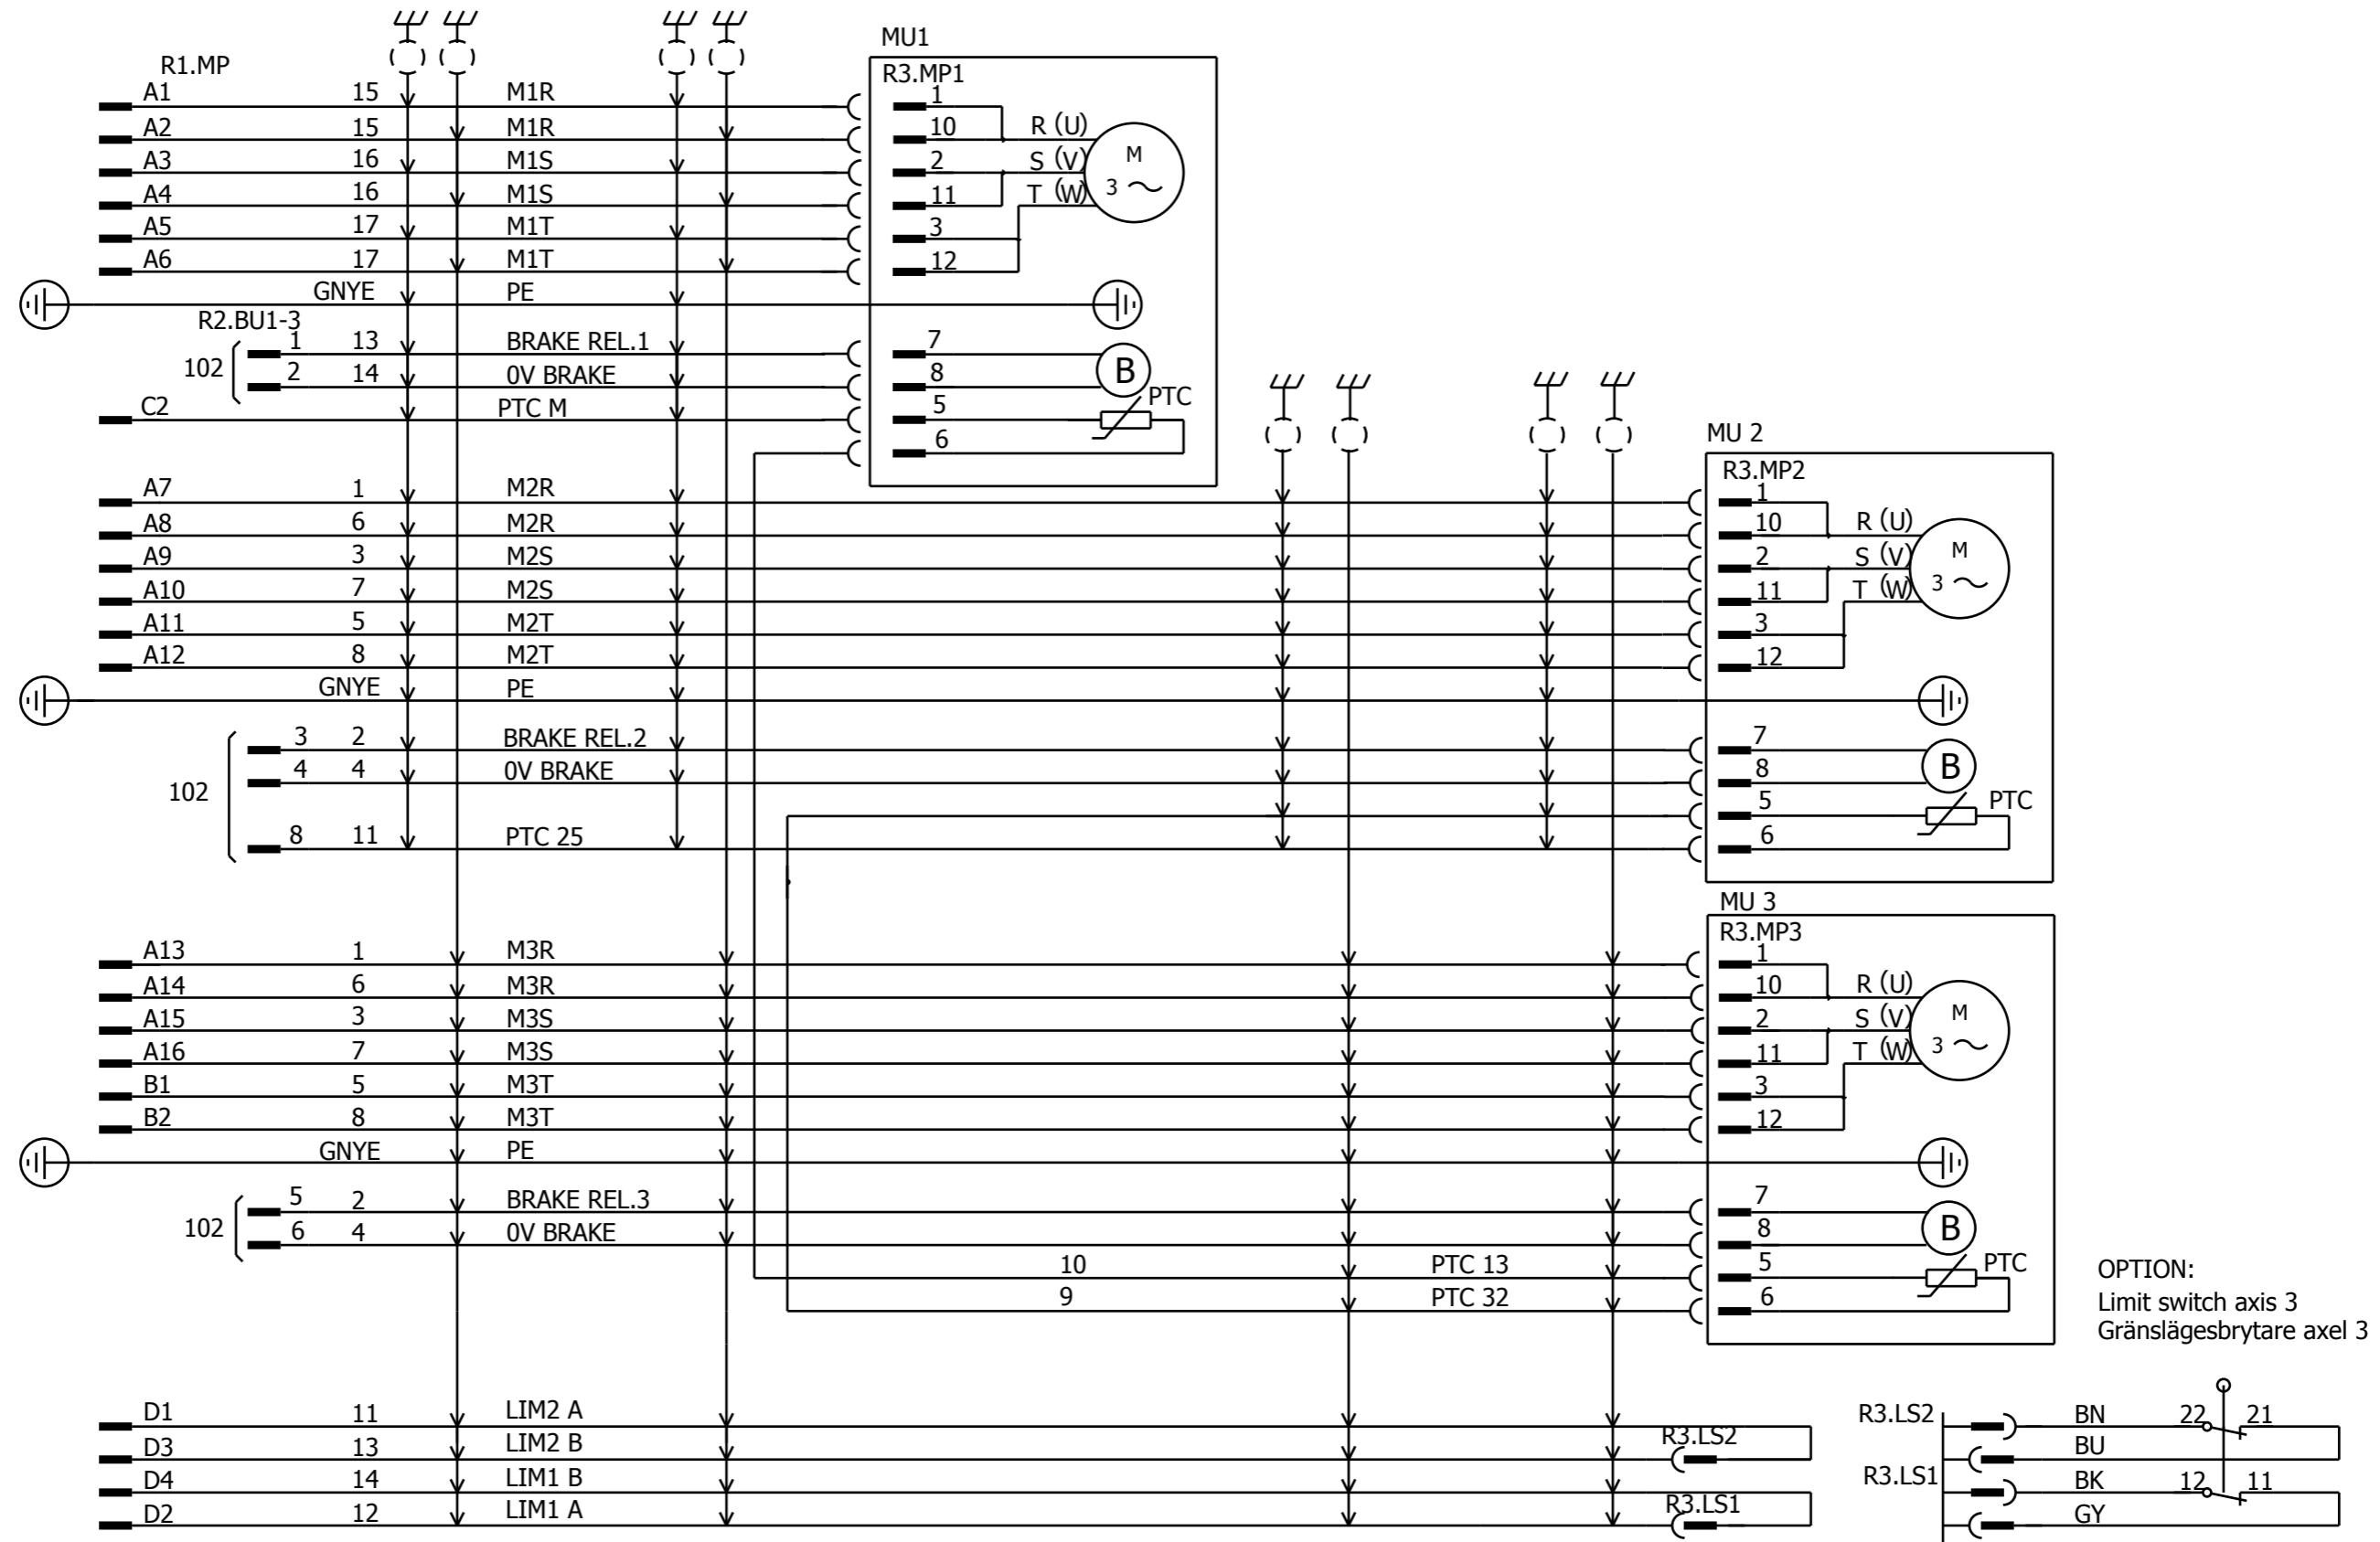 MU1
R1.MP
R3.MP1
A1 15 M1R 1
A2 15 M1R 10 R (U)
A3 16 M1S 2 S (V) M
A4 16 M1S 11 T (W) 3
A5 17 M1T 3
A6 17 M1T 12
GNYE PE
R2.BU1-3
1 13 BRAKE REL.1 7
102 2 14 0V BRAKE 8 B
C2 PTC M 5 PTC
6
MU 2
R3.MP2
A7 1 M2R 1
A8 6 M2R 10 R (U)
A9 3 M2S 2 S (V) M
A10 7 M2S 11 T (W) 3
A11 5 M2T 3
A12 8 M2T 12
GNYE PE
3 2 BRAKE REL.2 7
4 4 0V BRAKE 8 B
102 5 PTC
8 11 PTC 25 6
MU 3
R3.MP3
A13 1 M3R 1
A14 6 M3R 10 R (U)
A15 3 M3S 2 S (V) M
A16 7 M3S 11 T (W) 3
B1 5 M3T 3
B2 8 M3T 12
GNYE PE
5 2 BRAKE REL.3 7
102 6 4 0V BRAKE 8 B
10 PTC 13 5 PTC
9 PTC 32 6
OPTION:
Limit switch axis 3
Gränslägesbrytare axel 3
D1 11 LIM2 A
D3 13 LIM2 B R3.LS2
D4 14 LIM1 B
D2 12 LIM1 A R3.LS1
R3.LS2 BN 22 21
BU
R3.LS1 BK 12 11
GY